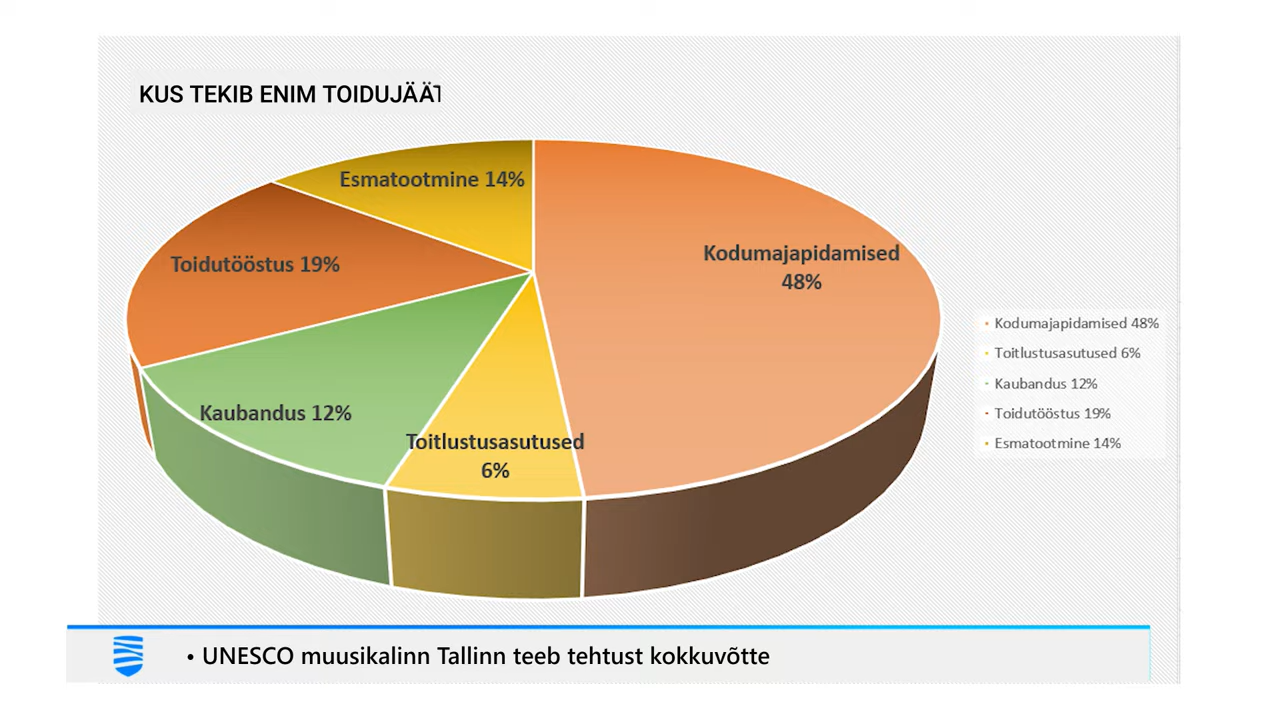 KUS TEKIB ENIM TOIDUJÄÄT
Esmatootmine 14%
Kodumajapidamised
48%
Toidutööstus 19%
Kaubandus 12%
Toitlustusasutused
6%
Kodumajapidamised 48%
Toitlustusasutused 6%
Kaubandus 12%
Toidutööstus 19%
Esmatootmine 14%
• UNESCO muusikalinn Tallinn teeb tehtust kokkuvõtte